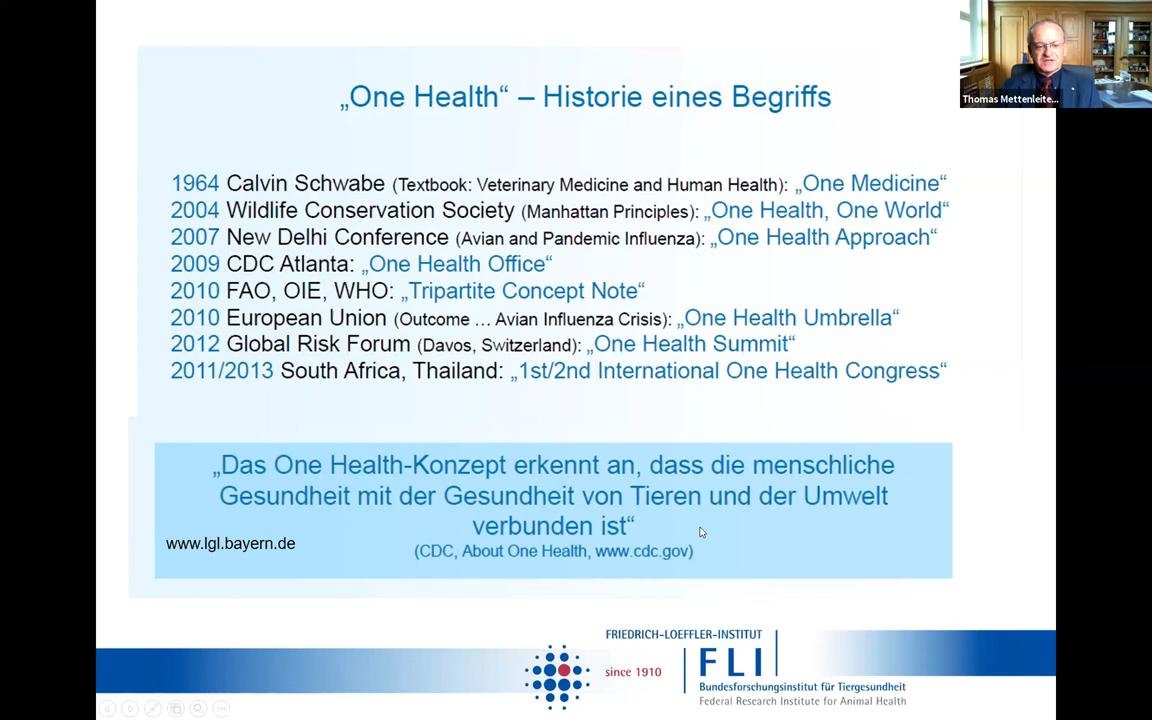 Thomas Mettenleite...
„One Health“ – Historie eines Begriffs
1964 Calvin Schwabe (Textbook: Veterinary Medicine and Human Health): „One Medicine“
2004 Wildlife Conservation Society (Manhattan Principles): „One Health, One World“
2007 New Delhi Conference (Avian and Pandemic Influenza): „One Health Approach“
2009 CDC Atlanta: „One Health Office“
2010 FAO, OIE, WHO: „Tripartite Concept Note“
2010 European Union (Outcome … Avian Influenza Crisis): „One Health Umbrella“
2012 Global Risk Forum (Davos, Switzerland): „One Health Summit“
2011/2013 South Africa, Thailand: „1st/2nd International One Health Congress“
„Das One Health-Konzept erkennt an, dass die menschliche
Gesundheit mit der Gesundheit von Tieren und der Umwelt
verbunden ist“
www.lgl.bayern.de
(CDC, About One Health, www.cdc.gov)
FRIEDRICH-LOEFFLER-INSTITUT
since 1910
FLI
Bundesforschungsinstitut für Tiergesundheit
Federal Research Institute for Animal Health